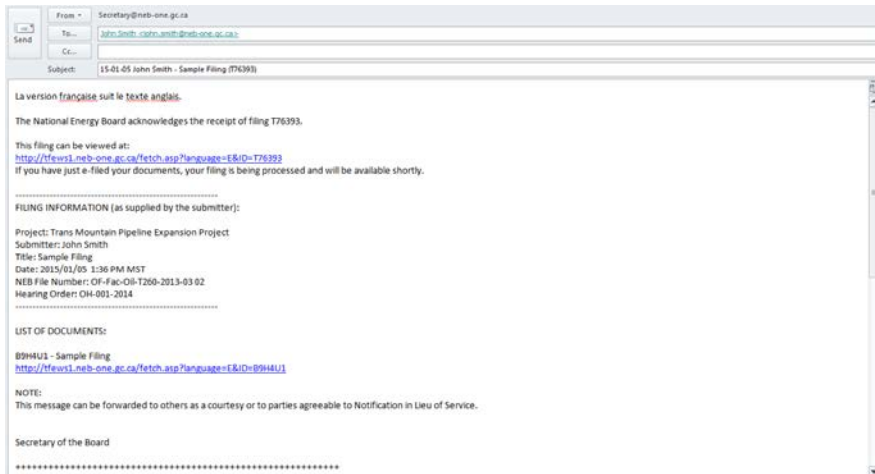 From
Secretary@neb-one.gc.ca
Send
To...
John Smith <john.smith@neb-one.gc.ca>
Cc...
Subject:
15-01-05 John Smith - Sample Filing (T76393)
La version française suit le texte anglais.
The National Energy Board acknowledges the receipt of filing T76393.
This filing can be viewed at:
http://tfews1.neb-one.gc.ca/fetch.asp?language=E&ID=T76393
If you have just e-filed your documents, your filing is being processed and will be available shortly.
----------------------------------------------------------
FILING INFORMATION (as supplied by the submitter):
Project: Trans Mountain Pipeline Expansion Project
Submitter: John Smith
Title: Sample Filing
Date: 2015/01/05 1:36 PM MST
NEB File Number: OF-Fac-Oil-T260-2013-03 02
Hearing Order: OH-001-2014
----------------------------------------------------------
LIST OF DOCUMENTS:
B9H4U1 - Sample Filing
http://tfews1.neb-one.gc.ca/fetch.asp?language=E&ID=B9H4U1
NOTE:
This message can be forwarded to others as a courtesy or to parties agreeable to Notification in Lieu of Service.
Secretary of the Board
++++++++++++++++++++++++++++++++++++++++++++++++++++++++++++